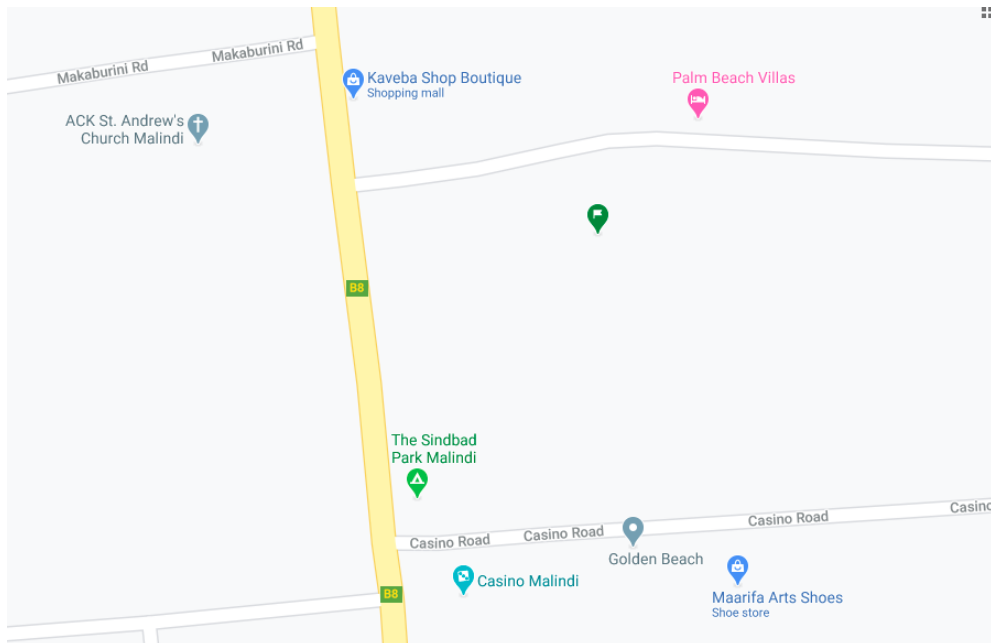 Makaburini Rd
Makaburini Rd
Kaveba Shop Boutique
Shopping mall
Palm Beach Villas
ACK St. Andrew's
Church Malindi
B8
The Sindbad
Park Malindi
Casino Road
Casino Road
Casino Road
Casino
Golden Beach
Casino Malindi
B8
Maarifa Arts Shoes
Shoe store